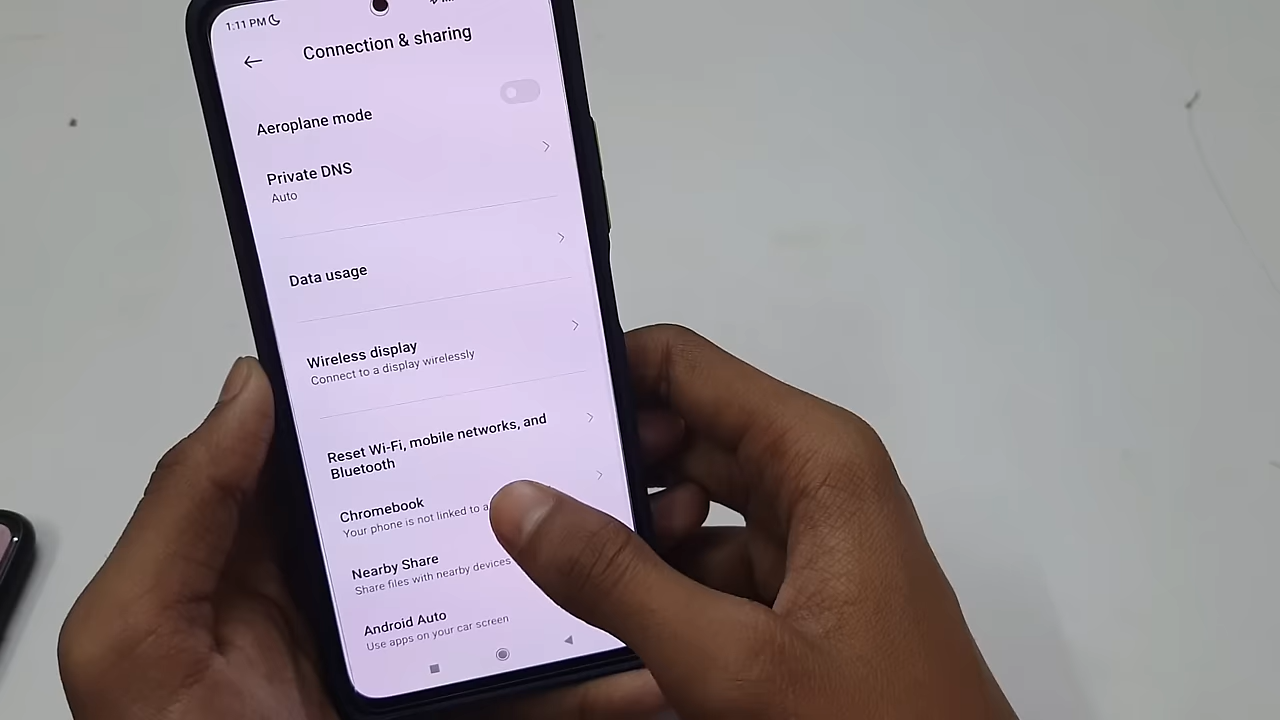 1:11 PM
Connection & sharing
Aeroplane mode
Private DNS
Auto
Data usage
Wireless display
Connect to a display wirelessly
Reset Wi-Fi, mobile networks, and
Bluetooth
Chromebook
Your phone is not linked to a
Nearby Share
Share files with nearby devices
Android Auto
Use apps on your car screen